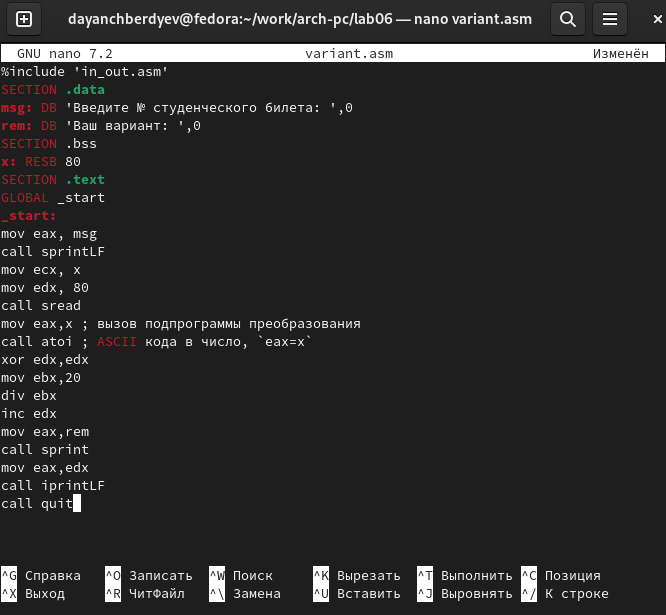 dayanchberdyev@fedora:~/work/arch-pc/lab06 — nano variant.asm
GNU nano 7.2 variant.asm Изменён
%include 'in_out.asm'
SECTION .data
msg: DB 'Введите № студенческого билета: ',0
rem: DB 'Ваш вариант: ',0
SECTION .bss
x: RESB 80
SECTION .text
GLOBAL _start
_start:
mov eax, msg
call sprintLF
mov ecx, x
mov edx, 80
call sread
mov eax,x ; вызов подпрограммы преобразования
call atoi ; ASCII кода в число, `eax=x`
xor edx,edx
mov ebx,20
div ebx
inc edx
mov eax,rem
call sprint
mov eax,edx
call iprintLF
call quit
^G Справка ^O Записать ^W Поиск ^K Вырезать ^T Выполнить ^C Позиция
^X Выход ^R ЧитФайл ^\ Замена ^U Вставить ^J Выровнять ^/ К строке